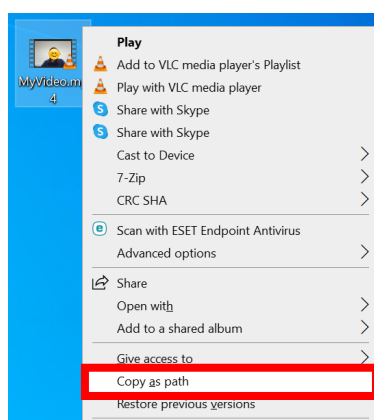 MyVideo.m
4
Play
Add to VLC media player's Playlist
Play with VLC media player
Share with Skype
Share with Skype
Cast to Device
7-Zip
CRC SHA
Scan with ESET Endpoint Antivirus
Advanced options
Share
Open with
Add to a shared album
Give access to
Copy as path
Restore previous versions